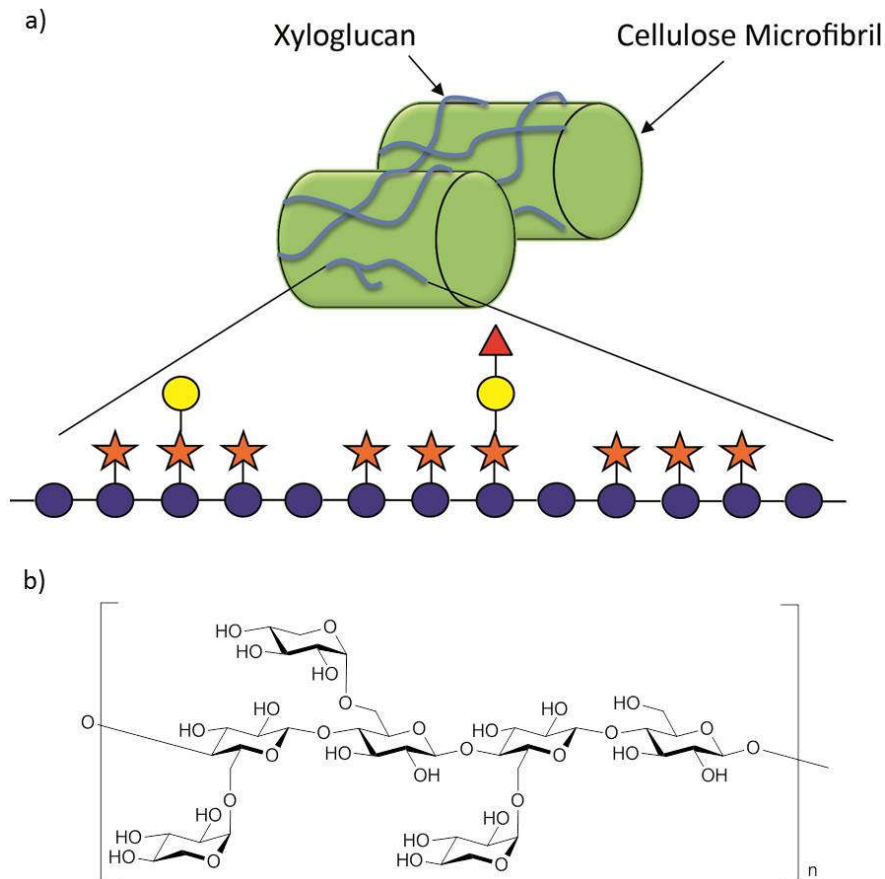 a)
Xyloglucan Cellulose Microfibril
b)
HO O
HO
HO
O
HO HO O HO
O O O O O O
HO O HO HO O
O OH O OH
HO HO
HO O HO O
HO O HO O
n